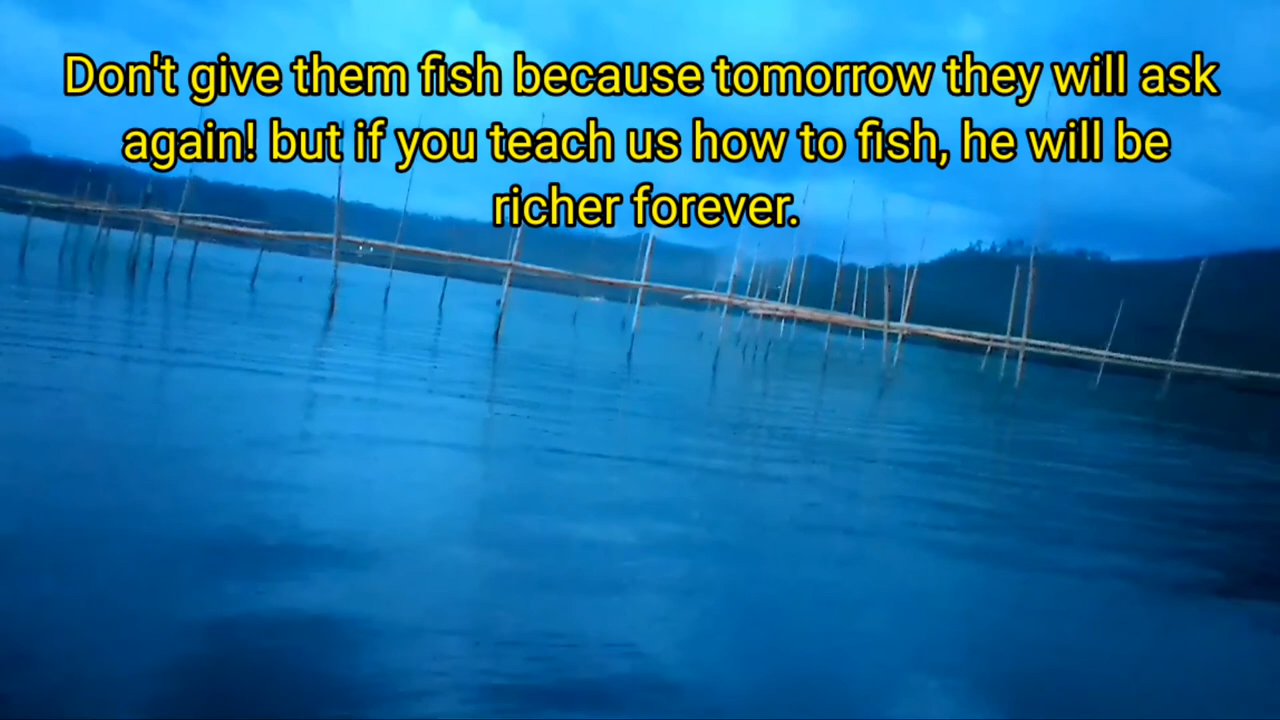 Don't give them fish because tomorrow they will ask
again! but if you teach us how to fish, he will be
richer forever.